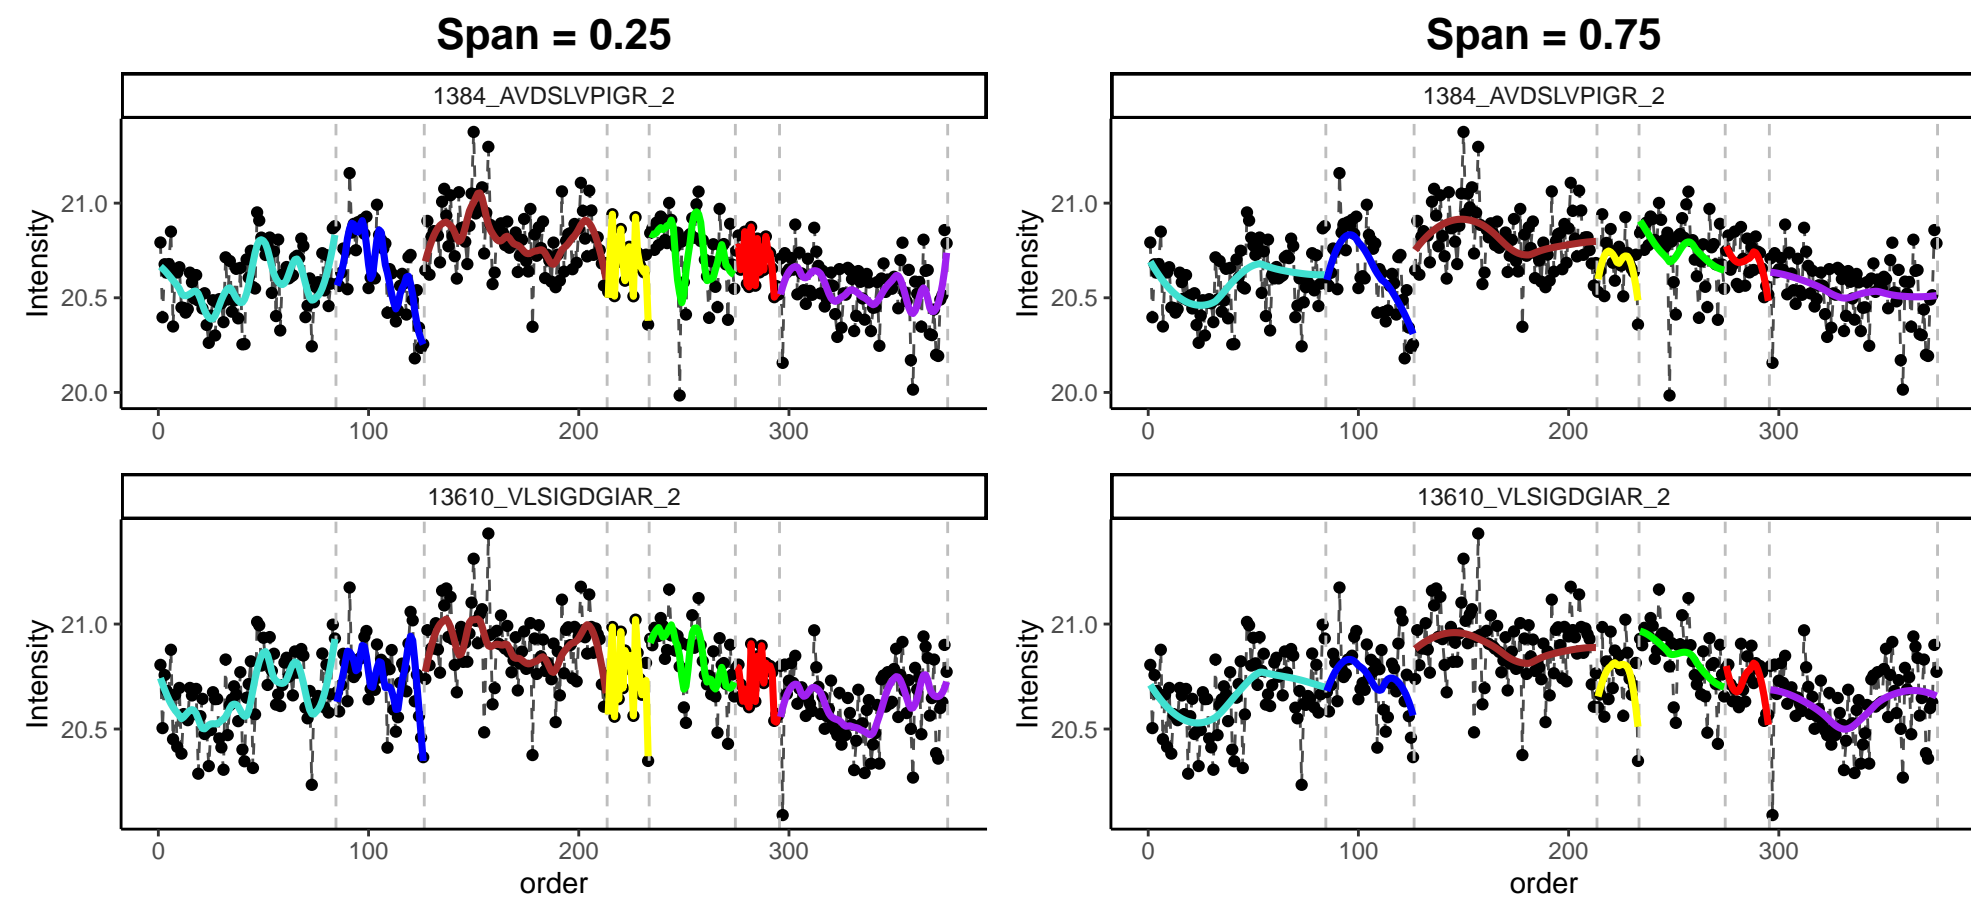 Span = 0.25
1384_AVDSLVPIGR_2
Intensity
21.0
20.5
20.0
0 100 200 300
13610_VLSIGDGIAR_2
Intensity
21.0
20.5
0 100 200 300
order
Span = 0.75
1384_AVDSLVPIGR_2
Intensity
21.0
20.5
20.0
0 100 200 300
13610_VLSIGDGIAR_2
Intensity
21.0
20.5
0 100 200 300
order